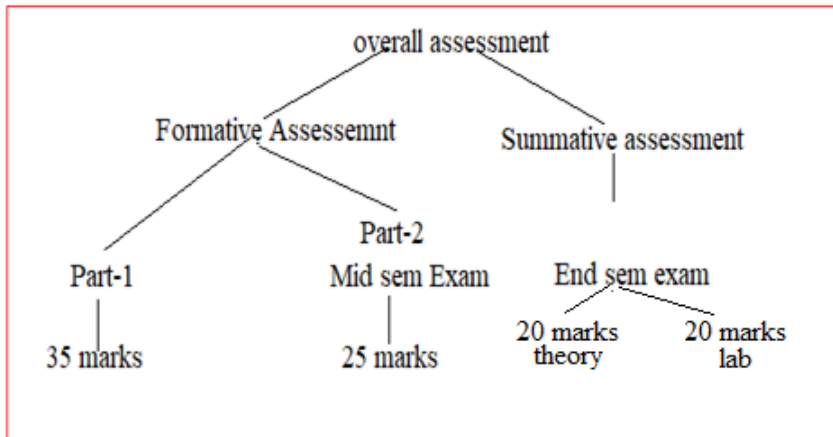 overall assessment
Formative Assessemnt
Summative assessment
Part-1
Part-2
Mid sem Exam
End sem exam
35 marks
25 marks
20 marks
theory
20 marks
lab